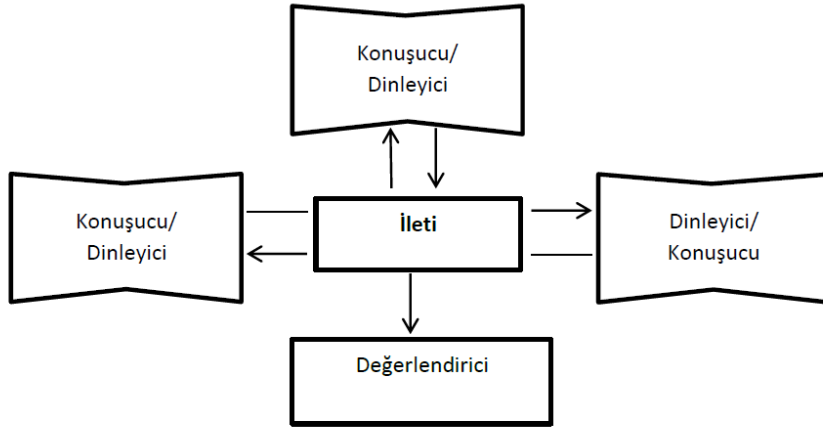 Konuşucu/
Dinleyici
Konuşucu/
Dinleyici
İleti
Dinleyici/
Konuşucu
Değerlendirici